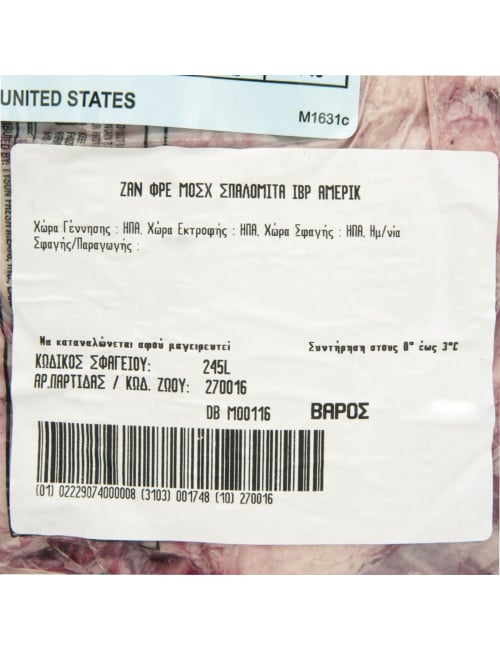 UNITED STATES
M1631c
ΖΑΝ ΦΡΕ ΜΟΣΧ ΣΠΑΛΟΜΙΤΑ ΙΒΡ ΑΜΕΡΙΚ
Χώρα Γέννησης : ΗΠΑ, Χώρα Εκτροφής : ΗΠΑ, Χώρα Σφαγής : ΗΠΑ, Ημ/νία
Σφαγής/Παραγωγής :
Να καταναλώνεται αφού μαγειρευτεί Συντήρηση στους 0° έως 3°C
ΚΩΔΙΚΟΣ ΣΦΑΓΕΙΟΥ: 245L
ΑΡ.ΠΑΡΤΙΔΑΣ / ΚΩΔ. ΖΩΟΥ: 270016
DB M00116 ΒΑΡΟΣ
(01) 02229074000008 (3103) 001748 (10) 270016